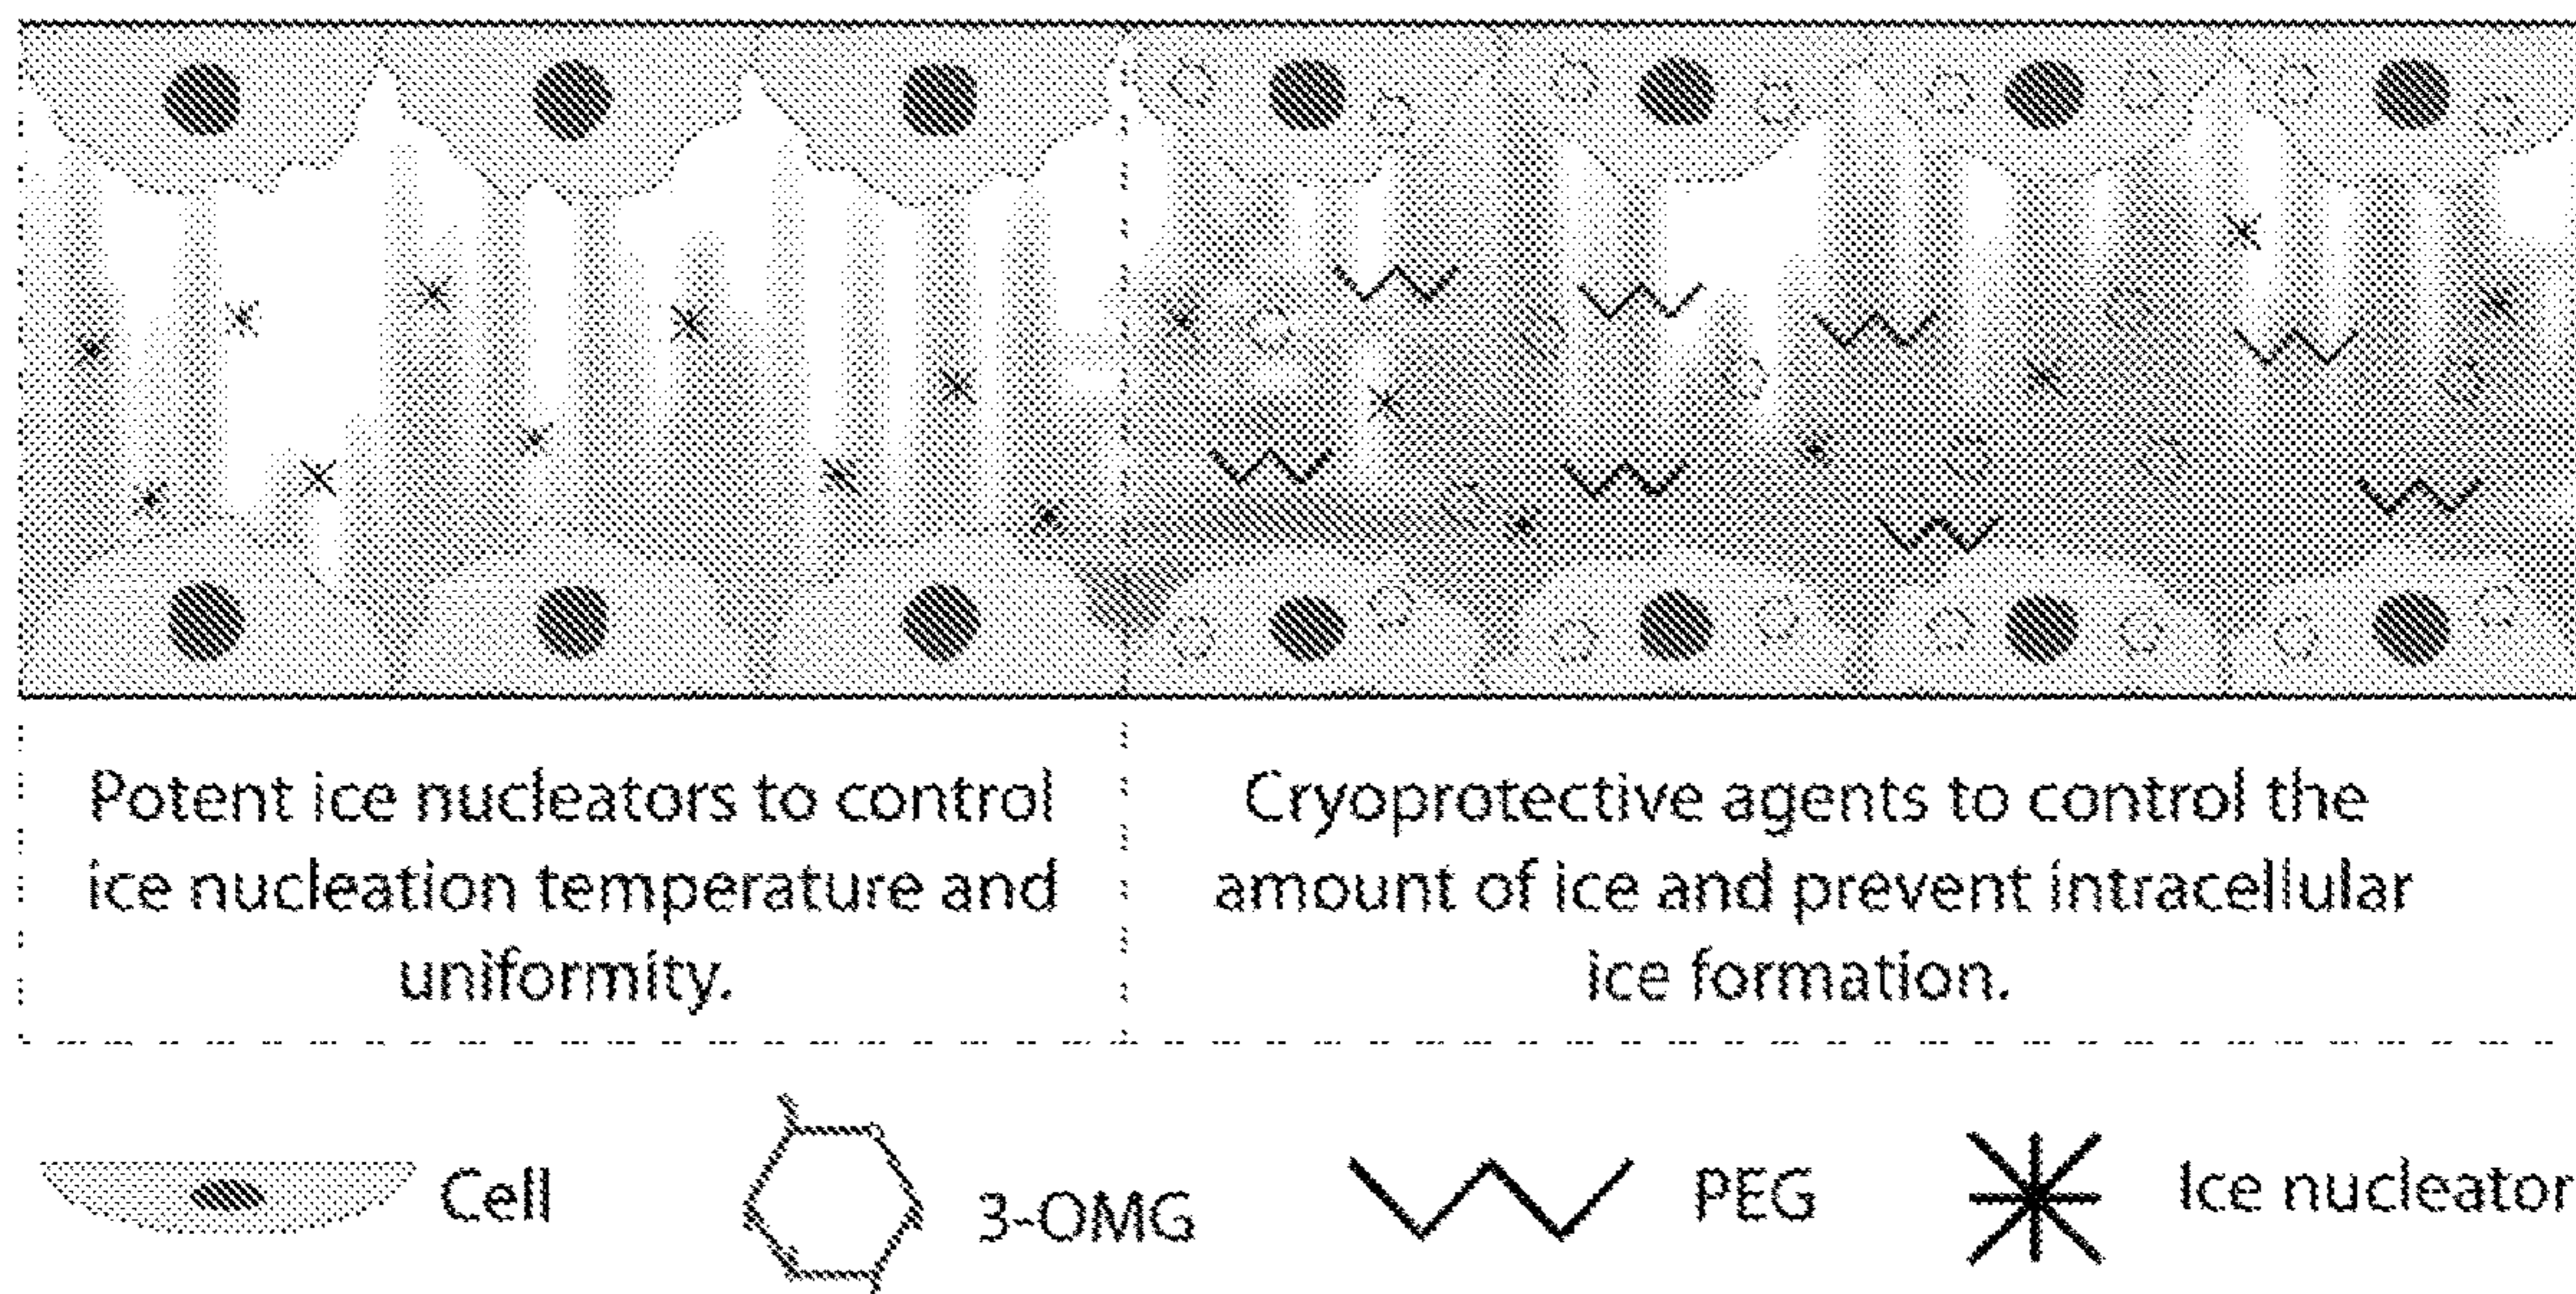 Potent ice nucleators to control
ice nucleation temperature and
uniformity.
Cryoprotective agents to control the
amount of ice and prevent intracellular
ice formation.
Cell
3-OMG
PEG
Ice nucleator